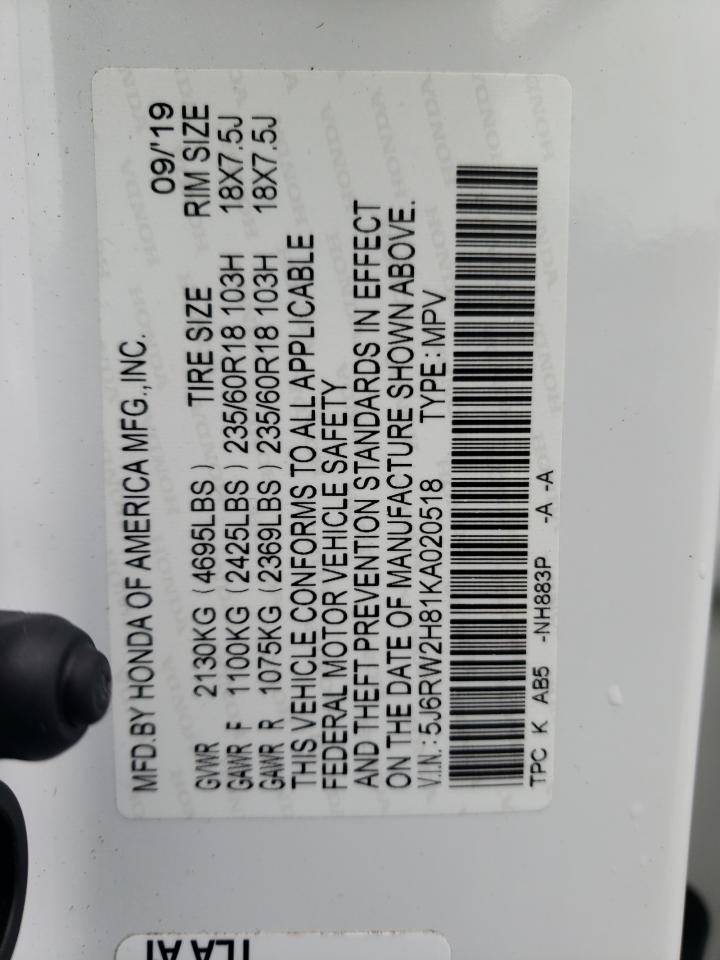 MFD.BY HONDA OF AMERICA MFG.,INC. 09/'19
GVWR 2130KG (4695LBS) TIRE SIZE RIM SIZE
GAWR F 1100KG (2425LBS) 235/60R18 103H 18X7.5J
GAWR R 1075KG (2369LBS) 235/60R18 103H 18X7.5J
THIS VEHICLE CONFORMS TO ALL APPLICABLE
FEDERAL MOTOR VEHICLE SAFETY
AND THEFT PREVENTION STANDARDS IN EFFECT
ON THE DATE OF MANUFACTURE SHOWN ABOVE.
V.I.N.: 5J6RW2H81KA020518 TYPE: MPV
TPC K AB5 -NH883P -A -A